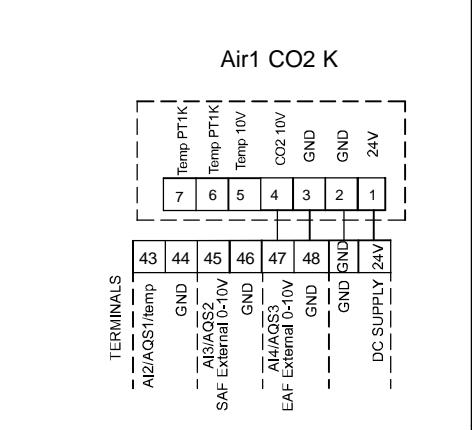 Air1 CO2 K
Temp PT1K
Temp PT1K
Temp 10V
CO2 10V
GND
GND
24V
7 6 5 4 3 2 1
43 44 45 46 47 48 GND 24V
TERMINALS
AI2/AQS1/temp
GND
AI3/AQS2
SAF External 0-10V
GND
AI4/AQS3
EAF External 0-10V
GND
GND
DC SUPPLY